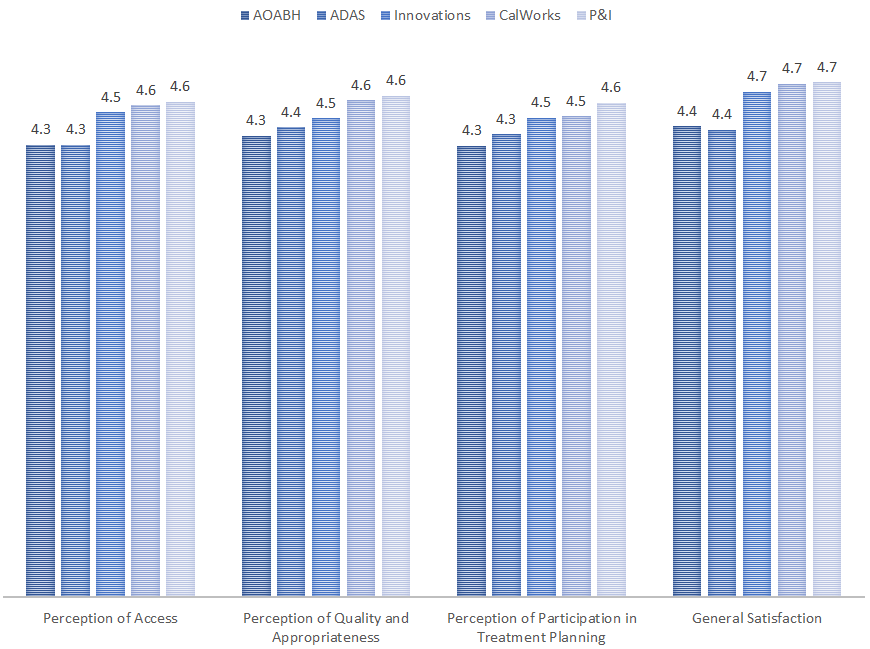 AOABH ADAS Innovations CalWorks P&I
4.3 4.3 4.5 4.6 4.6
4.3 4.4 4.5 4.6 4.6
4.3 4.3 4.5 4.5 4.6
4.4 4.4 4.7 4.7 4.7
Perception of Access
Perception of Quality and
Appropriateness
Perception of Participation in
Treatment Planning
General Satisfaction